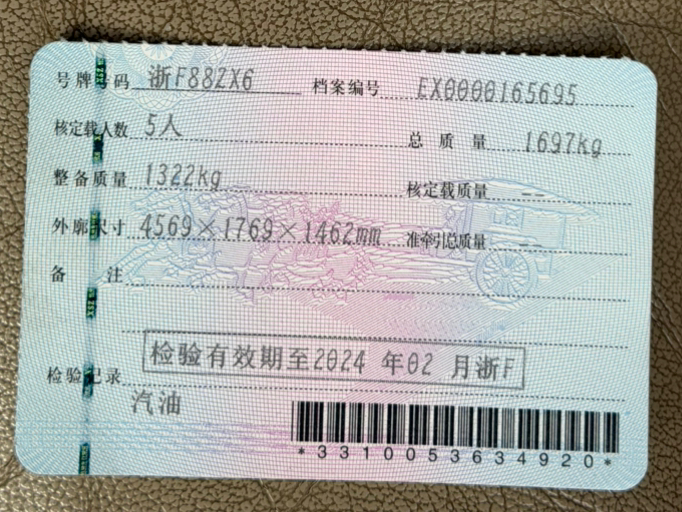 号牌号码 浙F88ZX6 档案编号 EX0000165695
核定载人数 5人 总质量 1697kg
整备质量 1322kg 核定载质量 --
外廓尺寸 4569×1769×1462mm 准牵引总质量 --
备注
检验记录 检验有效期至2024年02月浙F
汽油
*3310053634920*